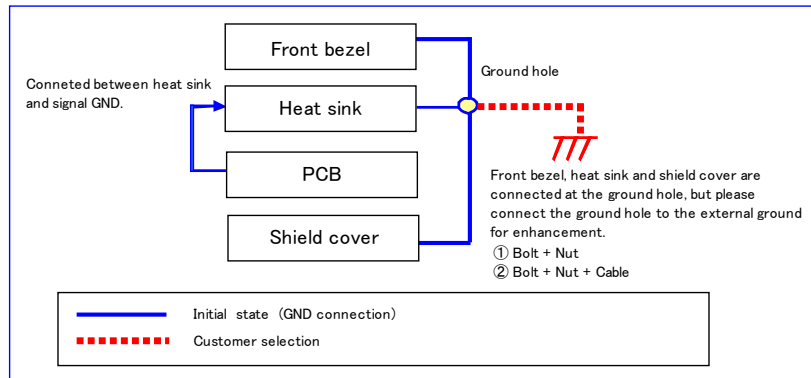 Front bezel
Ground hole
Conneted between heat sink
and signal GND.
Heat sink
PCB
Front bezel, heat sink and shield cover are
connected at the ground hole, but please
connect the ground hole to the external ground
for enhancement.
① Bolt + Nut
② Bolt + Nut + Cable
Shield cover
Initial state (GND connection)
Customer selection